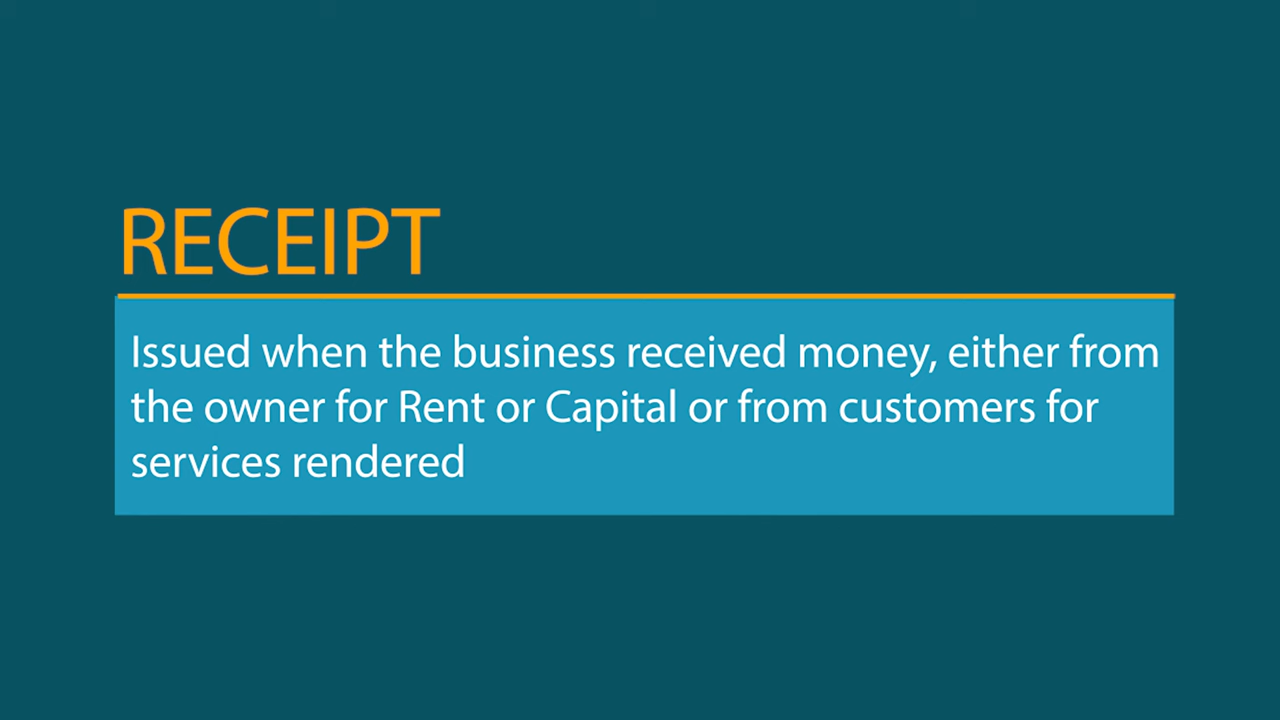 RECEIPT
Issued when the business received money, either from
the owner for Rent or Capital or from customers for
services rendered